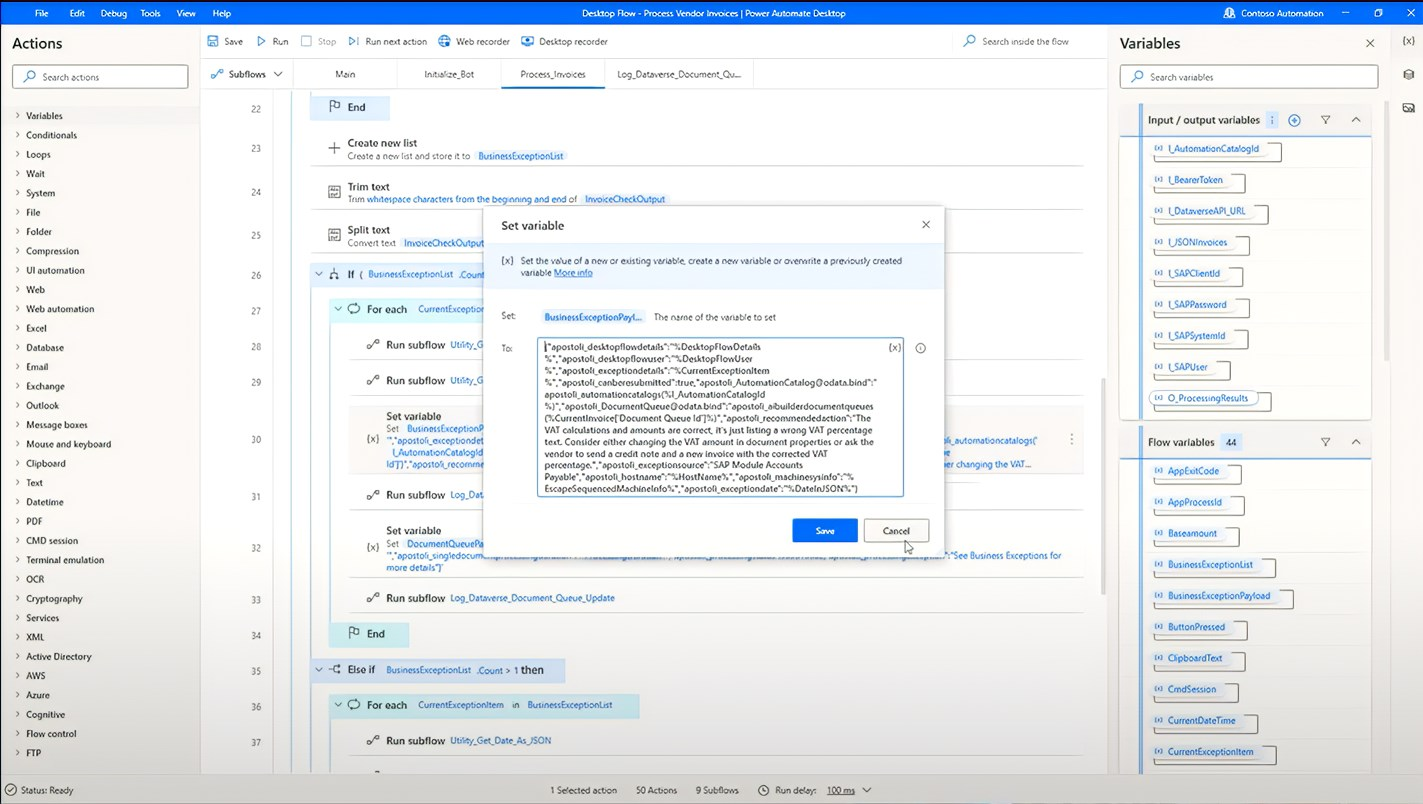 File Edit Debug Tools View Help
Desktop Flow - Process Vendor Invoices | Power Automate Desktop
Contoso Automation
Actions
Search actions
Variables
Conditionals
Loops
Wait
System
File
Folder
Compression
UI automation
Web
Web automation
Excel
Database
Email
Exchange
Outlook
Message boxes
Mouse and keyboard
Clipboard
Text
Datetime
PDF
CMD session
Terminal emulation
OCR
Cryptography
Services
XML
Active Directory
AWS
Azure
Cognitive
Flow control
FTP
Save Run Stop Run next action Web recorder Desktop recorder
Search inside the flow
Subflows Main Initialize_Bot Process_Invoices Log_Dataverse_Document_Qu...
22 End
23 Create new list
Create a new list and store it to BusinessExceptionList
24 Trim text
Trim whitespace characters from the beginning and end of InvoiceCheckOutput
25 Split text
Convert text InvoiceCheckOutput
26 If ( BusinessExceptionList .Count
27 For each CurrentException
28 Run subflow Utility_G
29 Run subflow Utility_G
30 Set variable
Set BusinessExceptionP
'","apostoli_exceptiondet
_automationcatalogs('
I_AutomationCatalogId
Id']')","apostoli_recomm
er changing the VAT...
31 Run subflow Log_Da
32 Set variable
Set DocumentQueuePa
'","apostoli_singledocum
"See Business Exceptions for
more details"}'
33 Run subflow Log_Dataverse_Document_Queue_Update
34 End
35 Else if BusinessExceptionList .Count > 1 then
36 For each CurrentExceptionItem in BusinessExceptionList
37 Run subflow Utility_Get_Date_As_JSON
Set variable
{x} Set the value of a new or existing variable, create a new variable or overwrite a previously created
variable More info
Set: BusinessExceptionPayl... The name of the variable to set
To:
{"apostoli_desktopflowdetails":"%DesktopFlowDetails
%","apostoli_desktopflowuser":"%DesktopFlowUser
%","apostoli_exceptiondetails":"%CurrentExceptionItem
%","apostoli_canberesubmitted":true,"apostoli_AutomationCatalog@odata.bind":"
apostoli_automationcatalogs(%I_AutomationCatalogId
%)","apostoli_DocumentQueue@odata.bind":"apostoli_aibuilderdocumentqueues
(%CurrentInvoice['Document Queue Id']%)","apostoli_recommendedaction":"The
VAT calculations and amounts are correct, it's just listing a wrong VAT percentage
text. Consider either changing the VAT amount in document properties or ask the
vendor to send a credit note and a new invoice with the corrected VAT
percentage.","apostoli_exceptionsource":"SAP Module Accounts
Payable","apostoli_hostname":"%HostName%","apostoli_machinesysinfo":"%
EscapeSequencedMachineInfo%","apostoli_exceptiondate":"%DateInJSON%"}
{x}
Save Cancel
Variables
Search variables
Input / output variables
I_AutomationCatalogId
I_BearerToken
I_DataverseAPI_URL
I_JSONInvoices
I_SAPClientId
I_SAPPassword
I_SAPSystemId
I_SAPUser
O_ProcessingResults
Flow variables 44
AppExitCode
AppProcessId
Baseamount
BusinessExceptionList
BusinessExceptionPayload
ButtonPressed
ClipboardText
CmdSession
CurrentDateTime
CurrentExceptionItem
Status: Ready
1 Selected action 50 Actions 9 Subflows Run delay: 100 ms